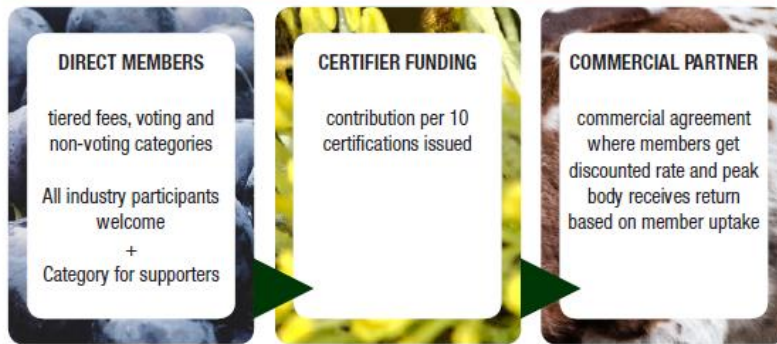 DIRECT MEMBERS
tiered fees, voting and
non-voting categories
All industry participants
welcome
+
Category for supporters
CERTIFIER FUNDING
contribution per 10
certifications issued
COMMERCIAL PARTNER
commercial agreement
where members get
discounted rate and peak
body receives return
based on member uptake